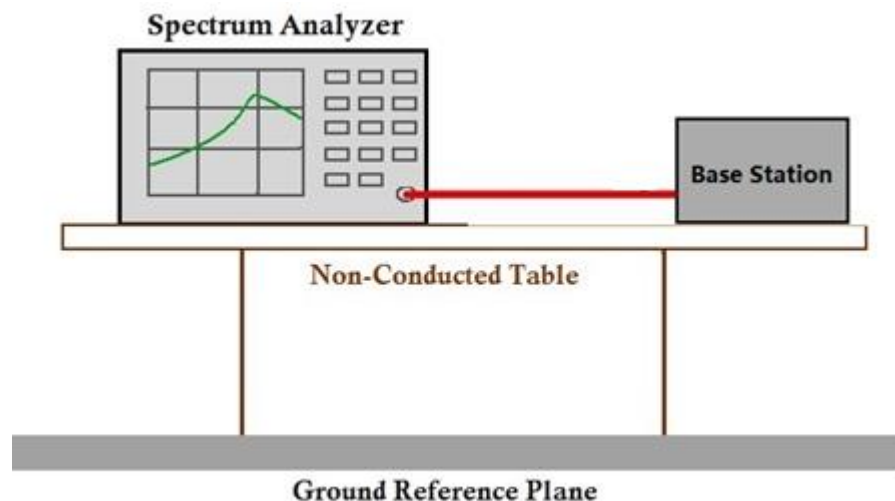 Spectrum Analyzer
Base Station
Non-Conducted Table
Ground Reference Plane